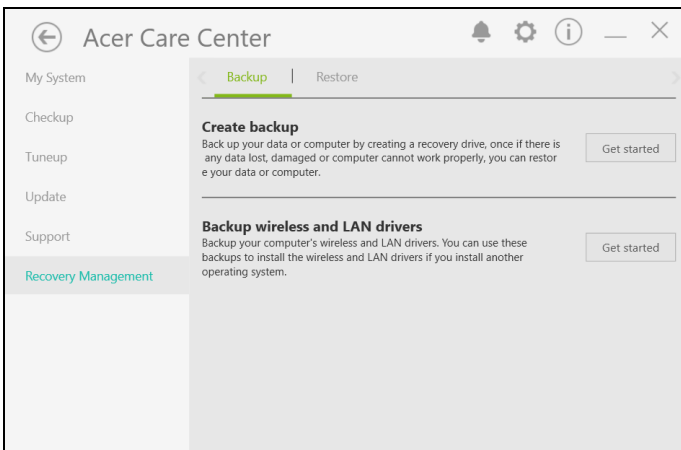 Acer Care Center
My System
Checkup
Tuneup
Update
Support
Recovery Management
Backup
Restore
Create backup
Back up your data or computer by creating a recovery drive, once if there is
any data lost, damaged or computer cannot work properly, you can restor
e your data or computer.
Get started
Backup wireless and LAN drivers
Backup your computer's wireless and LAN drivers. You can use these
backups to install the wireless and LAN drivers if you install another
operating system.
Get started